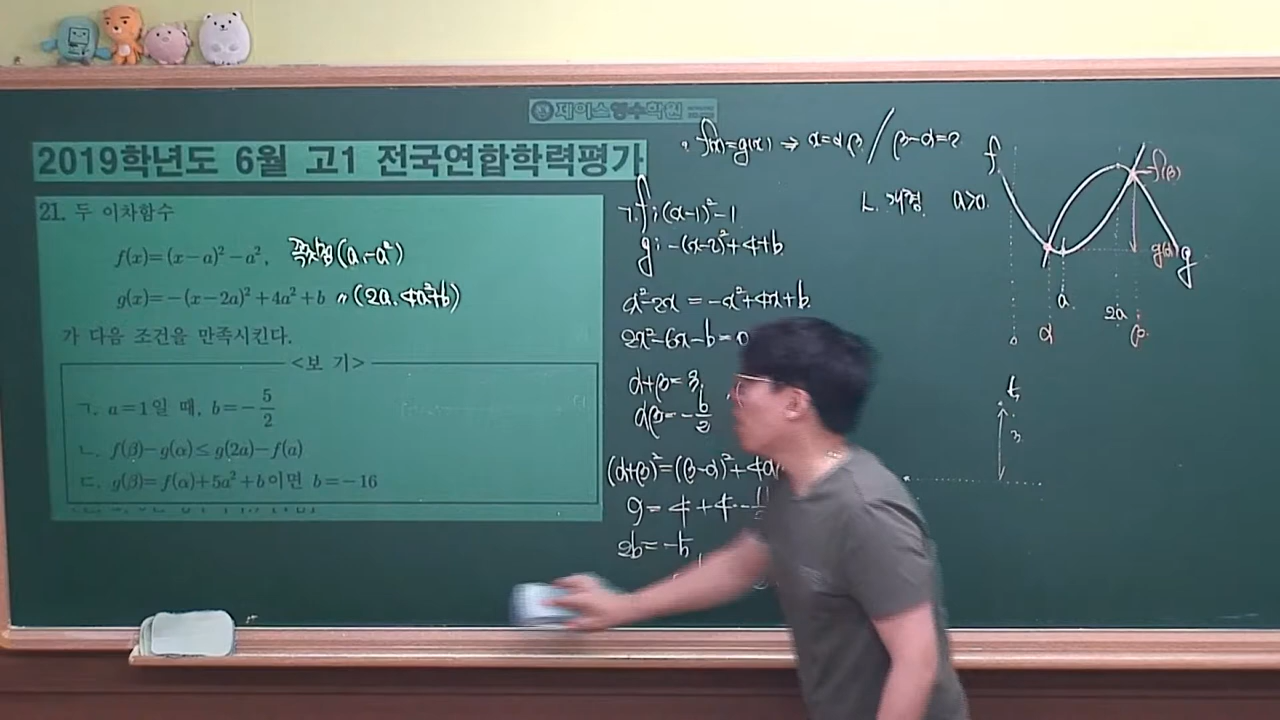 제이스영수학원
2019학년도 6월 고1 전국연합학력평가
21. 두 이차함수
f(x)=(x-a)²-a², 꼭짓점(a,-a²)
g(x)=-(x-2a)²+4a²+b 〃(2a, 4a²+b)
가 다음 조건을 만족시킨다.
<보 기>
ㄱ. a=1일 때, b=-5/2
ㄴ. f(β)-g(α)≤g(2a)-f(a)
ㄷ. g(β)=f(α)+5a²+b이면 b=-16
f(x)=g(x) ⇒ x=α,β / β-α=2
ㄱ. f: (x-1)²-1
g: -(x-2)²+4+b
x²-2x = -x²+4x+b
2x²-6x-b=0
α+β=3
αβ=-b/2
(α+β)²=(β-α)²+4α
9=4+4·-
2b=-5
ㄴ. 개형 a>0
f
f(β)
g(α)
g
a
2a
0
α
β